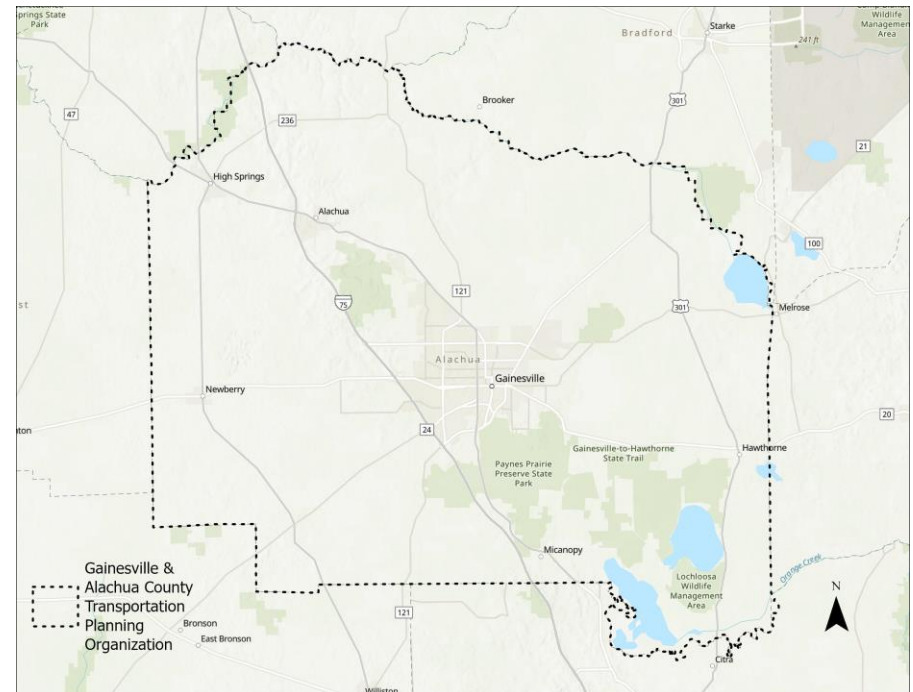 Springs State
Park
Bradford
Starke
241 ft
Wildlife
Management
Area
47
236
Brooker
301
21
High Springs
Alachua
100
121
75
301
Melrose
Alachua
Gainesville
Newberry
20
24
Gainesville-to-Hawthorne
State Trail
Hawthorne
Paynes Prairie
Preserve State
Park
Micanopy
Orange Creek
Lochloosa
Wildlife
Management
Area
N
Gainesville &
Alachua County
Transportation
Planning
Organization
121
Bronson
East Bronson
Citra
Williston